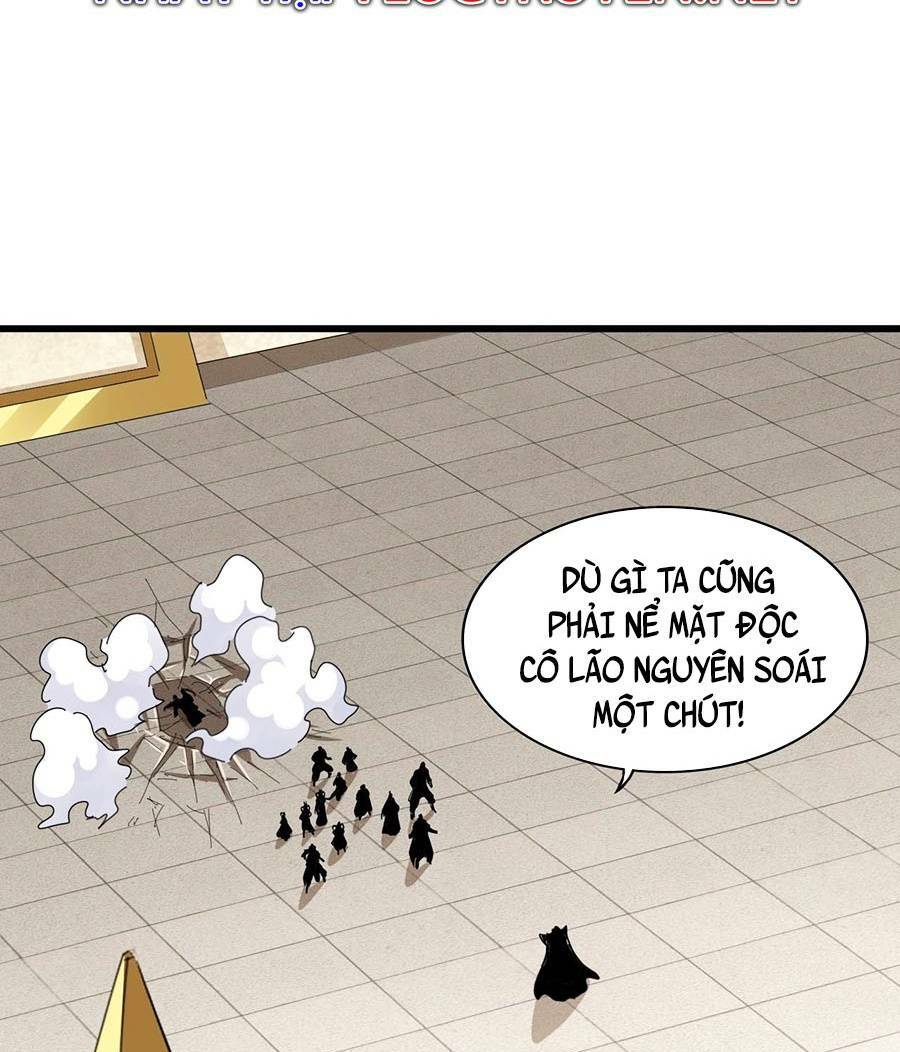 DÙ GÌ TA CŨNG
PHẢI NỂ MẶT ĐỘC
CÔ LÃO NGUYÊN SOÁI
MỘT CHÚT!